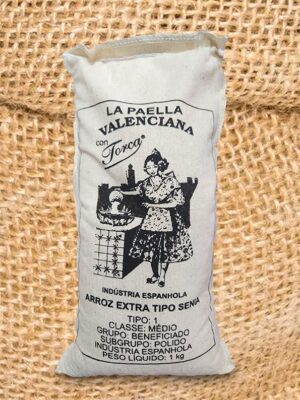 LA PAELLA
VALENCIANA
con Forca®
INDÚSTRIA ESPANHOLA
ARROZ EXTRA TIPO SENIA
TIPO: 1
CLASSE: MÉDIO
GRUPO: BENEFICIADO
SUBGRUPO: POLIDO
INDÚSTRIA ESPANHOLA
PESO LÍQUIDO: 1 kg